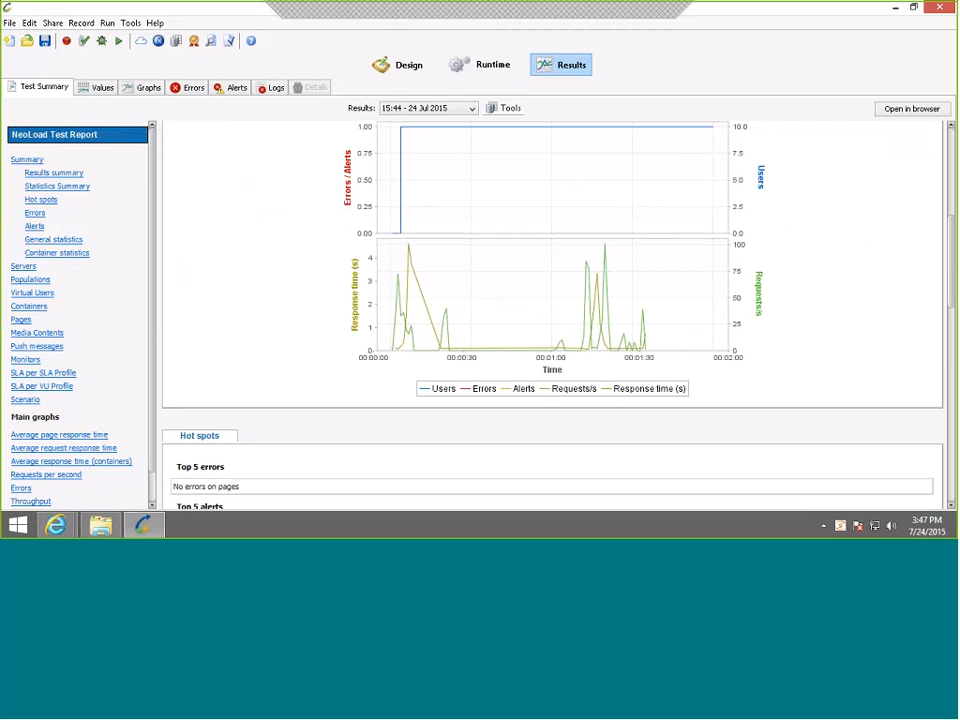 File Edit Share Record Run Tools Help
Design Runtime Results
Test Summary Values Graphs Errors Alerts Logs Details
Results: 15:44 - 24 Jul 2015 Tools Open in browser
NeoLoad Test Report
Summary
Results summary
Statistics Summary
Hot spots
Errors
Alerts
General statistics
Container statistics
Servers
Populations
Virtual Users
Containers
Pages
Media Contents
Push messages
Monitors
SLA per SLA Profile
SLA per VU Profile
Scenario
Main graphs
Average page response time
Average request response time
Average response time (containers)
Requests per second
Errors
Throughput
Errors / Alerts
1.00
0.75
0.50
0.25
0.00
10.0
7.5
5.0
2.5
0.0
Users
Response time (s)
4
3
2
1
0
100
75
50
25
0
Requests/s
00:00:00 00:00:30 00:01:00 00:01:30 00:02:00
Time
Users Errors Alerts Requests/s Response time (s)
Hot spots
Top 5 errors
No errors on pages
Top 5 alerts
3:47 PM
7/24/2015